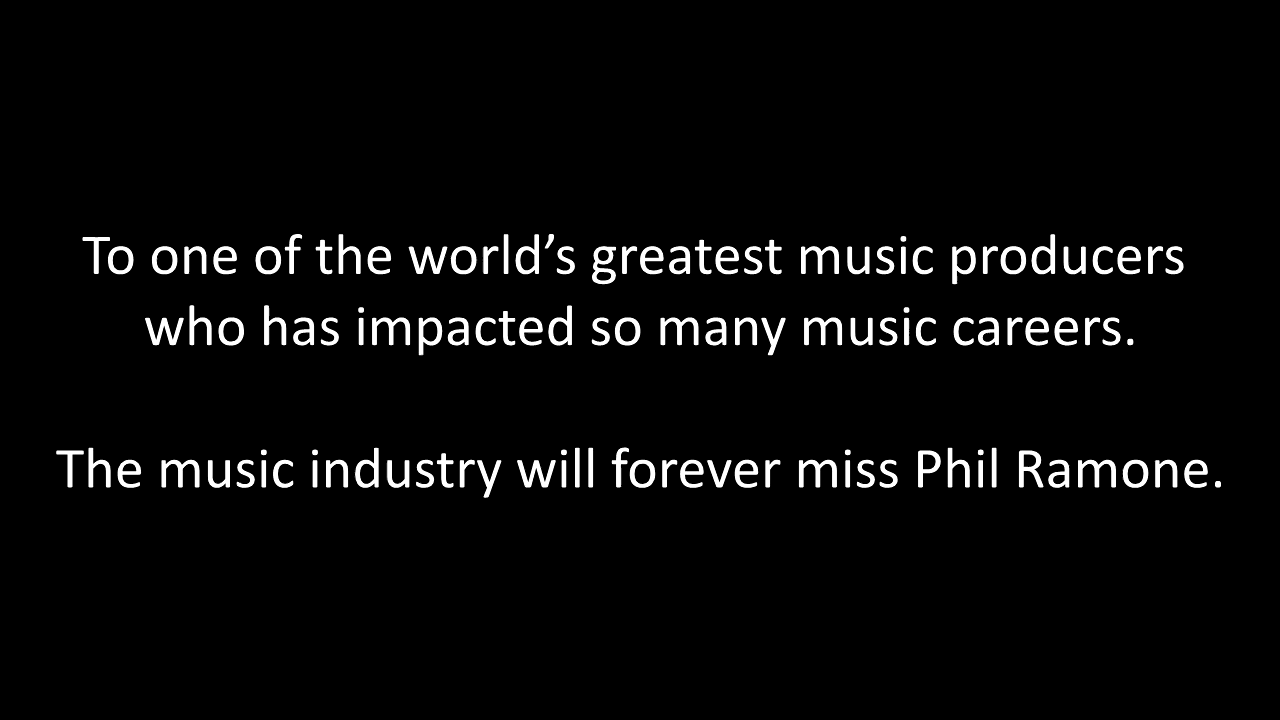 To one of the world’s greatest music producers
who has impacted so many music careers.
The music industry will forever miss Phil Ramone.